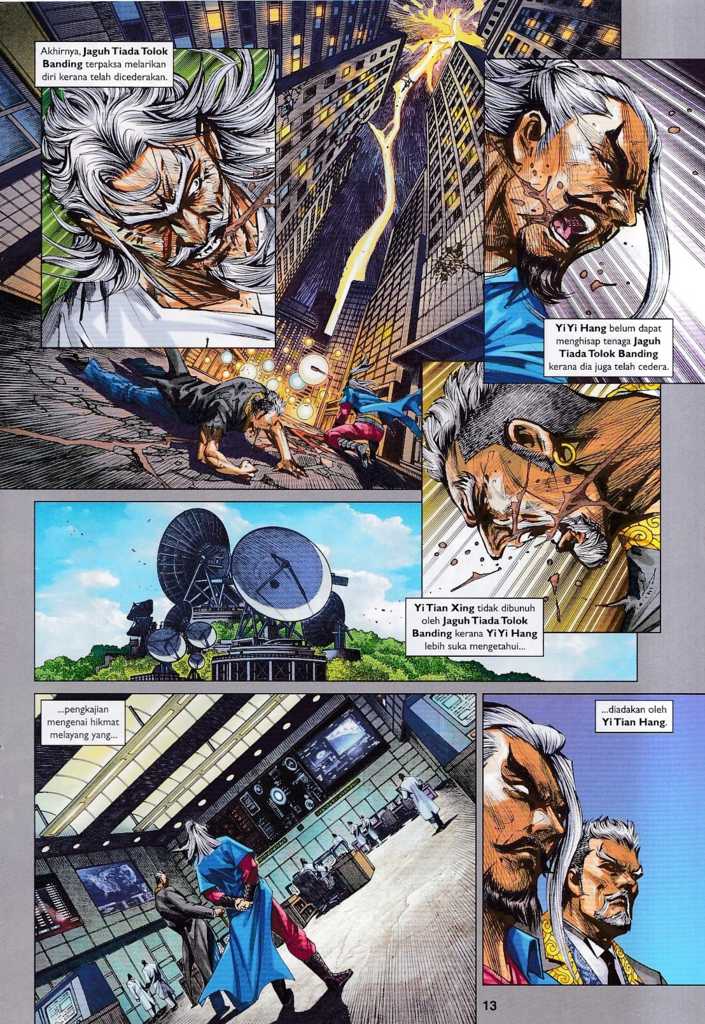 Akhirnya, Jaguh Tiada Tolok
Banding terpaksa melarikan
diri kerana telah dicederakan.
Yi Yi Hang belum dapat
menghisap tenaga Jaguh
Tiada Tolok Banding
kerana dia juga telah cedera.
Yi Tian Xing tidak dibunuh
oleh Jaguh Tiada Tolok
Banding kerana Yi Yi Hang
lebih suka mengetahui...
...pengkajian
mengenai hikmat
melayang yang...
...diadakan oleh
Yi Tian Hang.
13